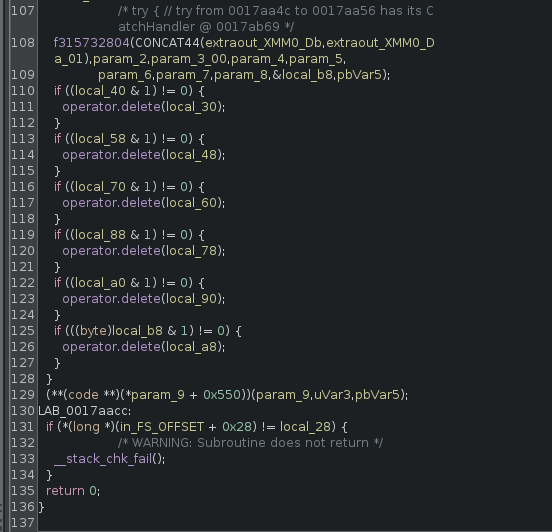 107 /* try { // try from 0017aa4c to 0017aa56 has its C
atchHandler @ 0017ab69 */
108 f315732804(CONCAT44(extraout_XMM0_Db,extraout_XMM0_D
a_01),param_2,param_3_00,param_4,param_5,
109 param_6,param_7,param_8,&local_b8,pbVar5);
110 if ((local_40 & 1) != 0) {
111 operator.delete(local_30);
112 }
113 if ((local_58 & 1) != 0) {
114 operator.delete(local_48);
115 }
116 if ((local_70 & 1) != 0) {
117 operator.delete(local_60);
118 }
119 if ((local_88 & 1) != 0) {
120 operator.delete(local_78);
121 }
122 if ((local_a0 & 1) != 0) {
123 operator.delete(local_90);
124 }
125 if (((byte)local_b8 & 1) != 0) {
126 operator.delete(local_a8);
127 }
128 }
129 (**(code **)(*param_9 + 0x550))(param_9,uVar3,pbVar5);
130 LAB_0017aacc:
131 if (*(long *)(in_FS_OFFSET + 0x28) != local_28) {
132 /* WARNING: Subroutine does not return */
133 __stack_chk_fail();
134 }
135 return 0;
136 }
137